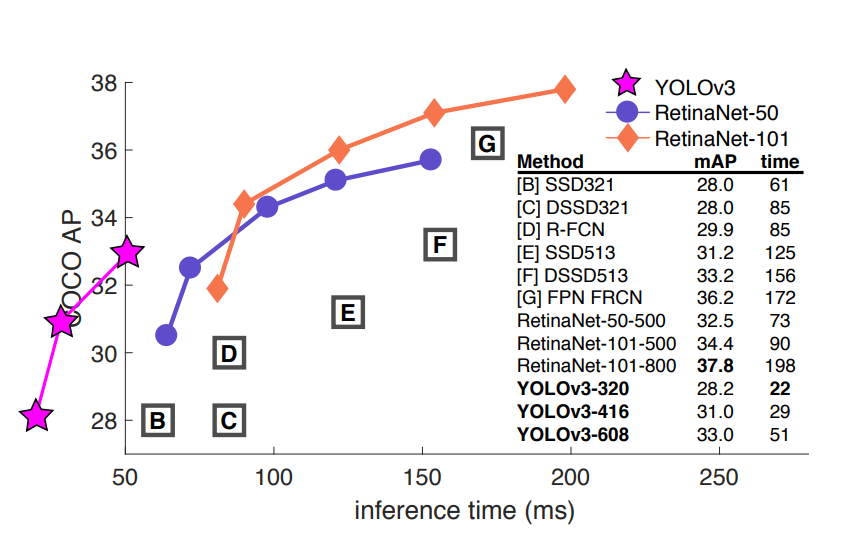 38
36
34
32
30
28
COCO AP
50
100
150
200
250
inference time (ms)
B
C
D
E
F
G
YOLOv3
RetinaNet-50
RetinaNet-101
Method mAP time
[B] SSD321 28.0 61
[C] DSSD321 28.0 85
[D] R-FCN 29.9 85
[E] SSD513 31.2 125
[F] DSSD513 33.2 156
[G] FPN FRCN 36.2 172
RetinaNet-50-500 32.5 73
RetinaNet-101-500 34.4 90
RetinaNet-101-800 37.8 198
YOLOv3-320 28.2 22
YOLOv3-416 31.0 29
YOLOv3-608 33.0 51